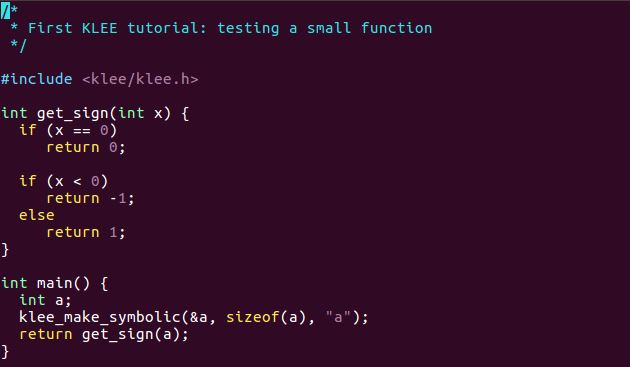 /*
 * First KLEE tutorial: testing a small function
 */

#include <klee/klee.h>

int get_sign(int x) {
  if (x == 0)
     return 0;

  if (x < 0)
     return -1;
  else
     return 1;
}

int main() {
  int a;
  klee_make_symbolic(&a, sizeof(a), "a");
  return get_sign(a);
}